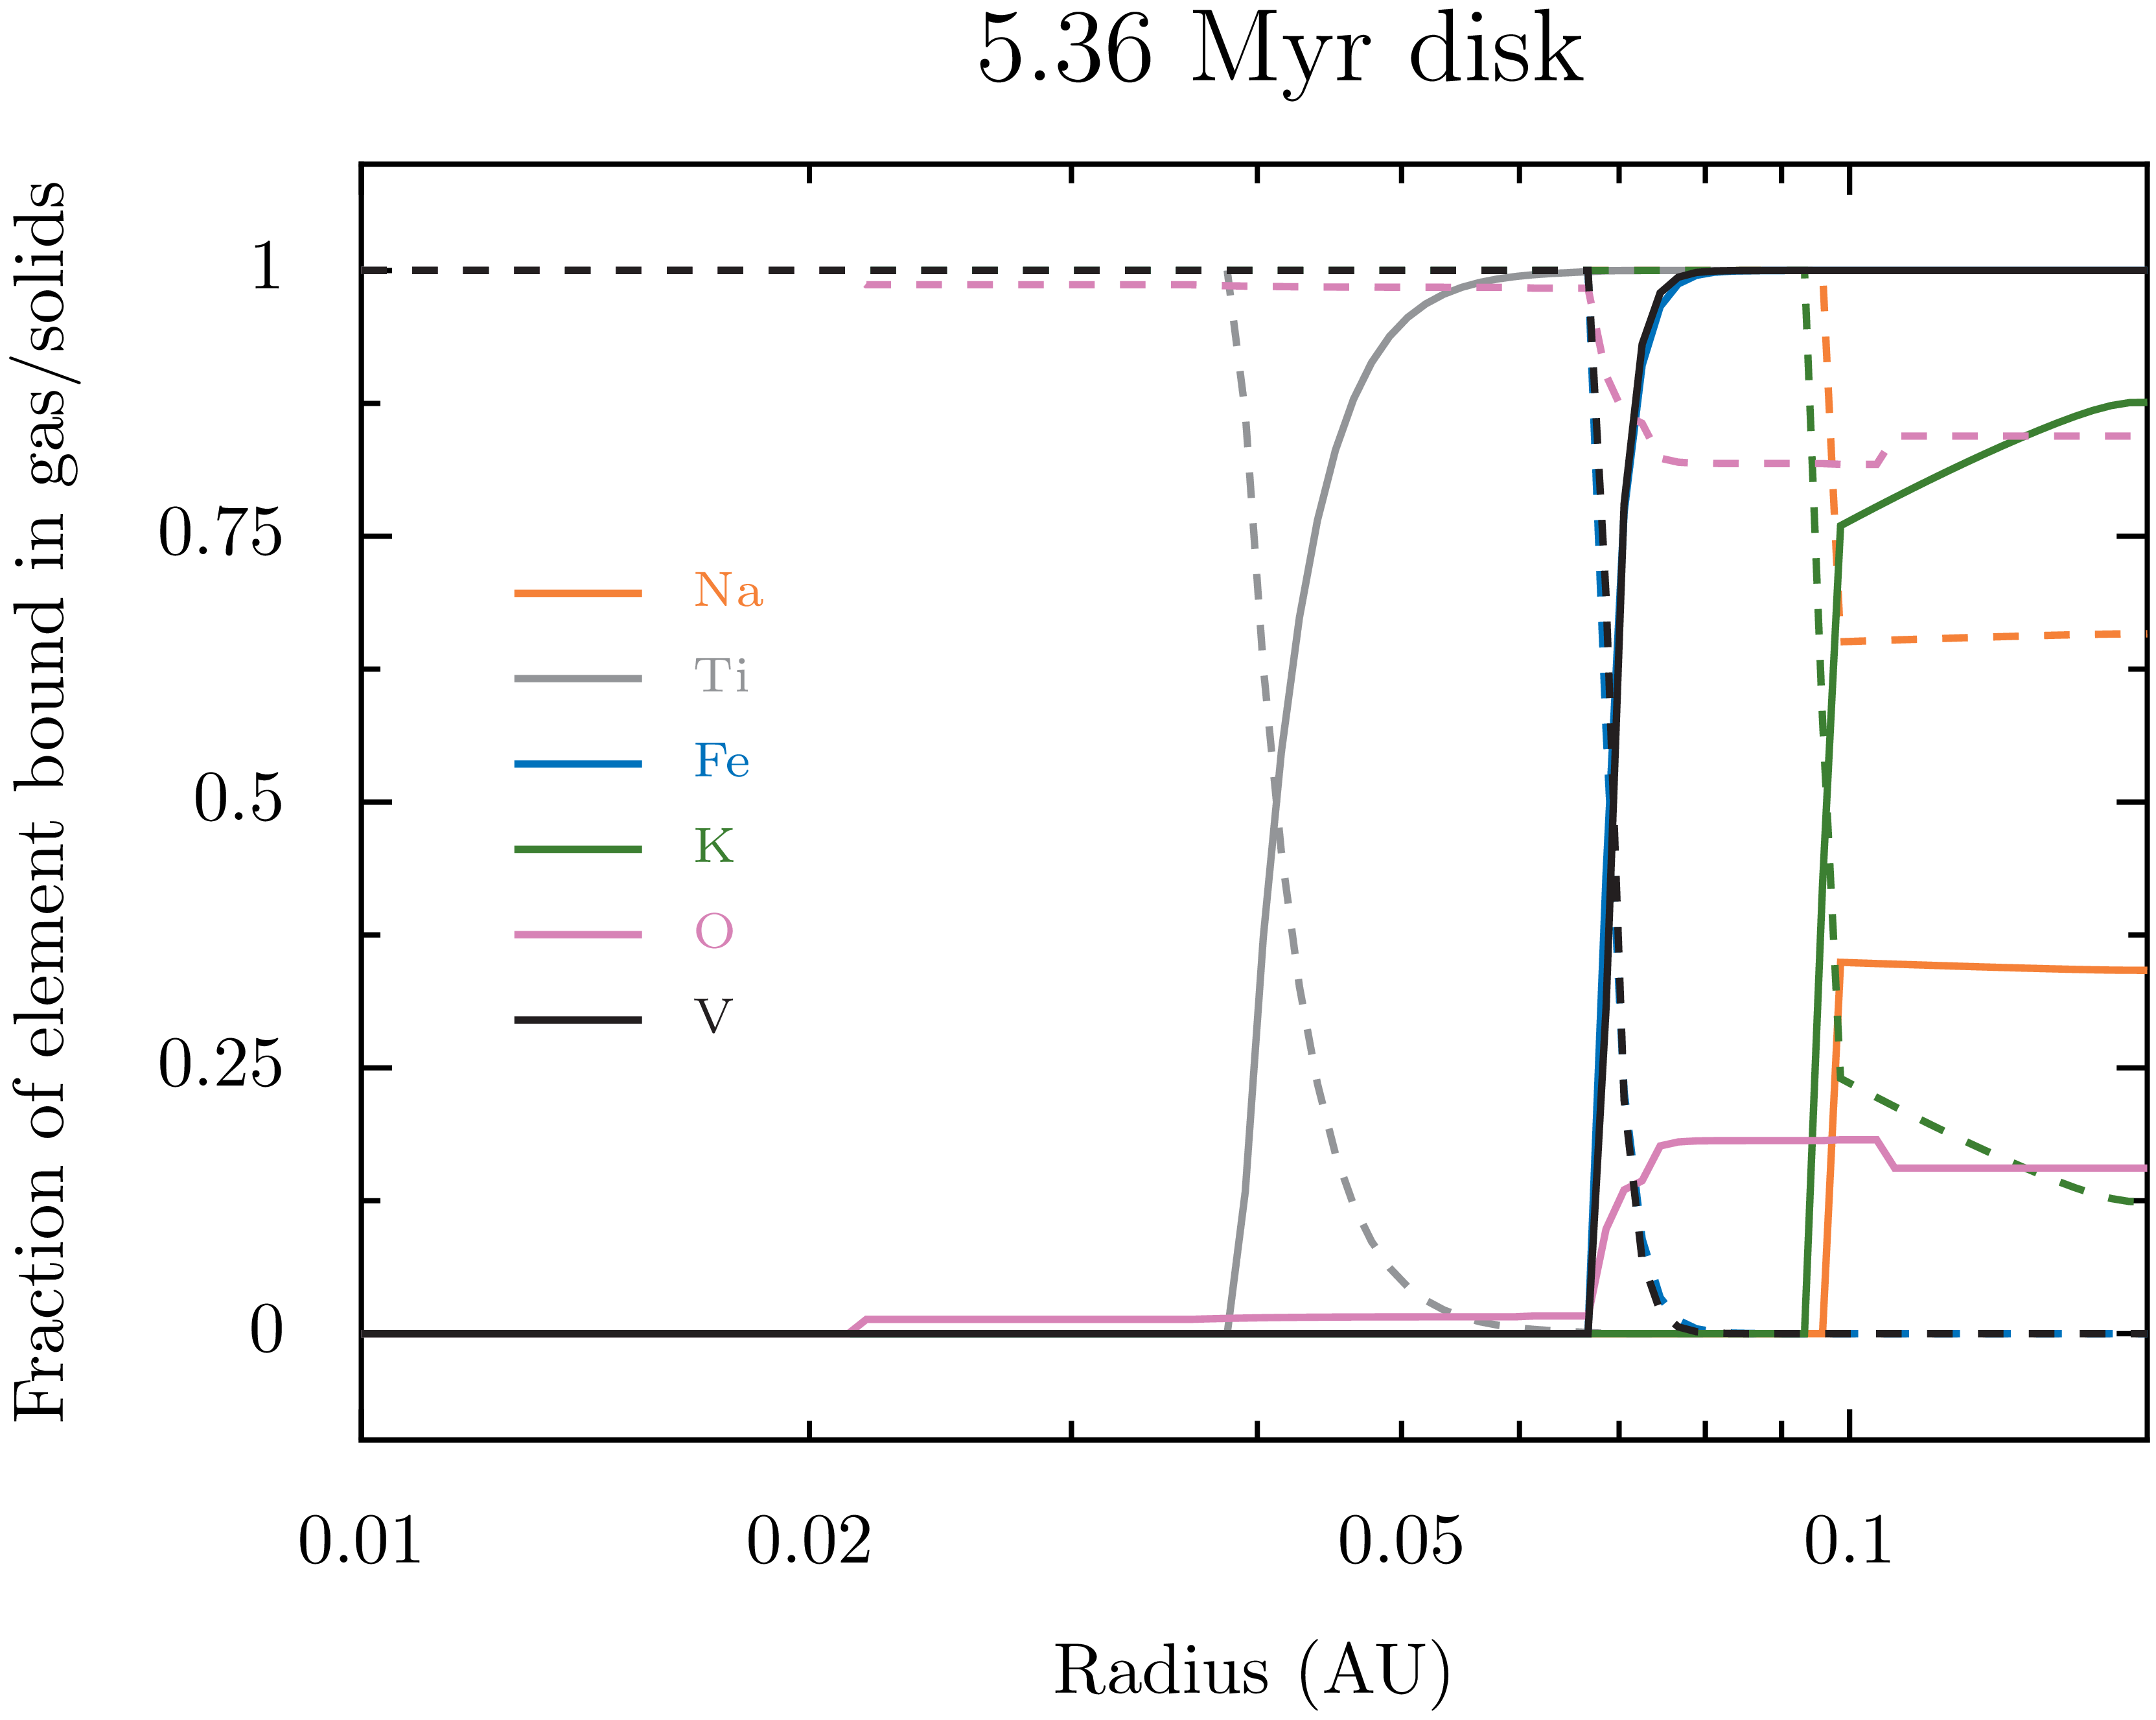 5.36 Myr disk
Fraction of element bound in gas/solids
1
0.75
0.5
0.25
0
Na
Ti
Fe
K
O
V
0.01 0.02 0.05 0.1
Radius (AU)